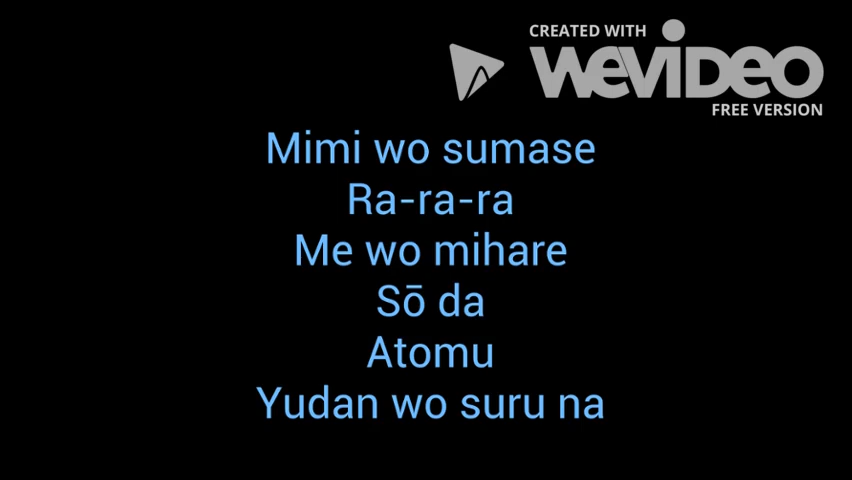 CREATED WITH
WEVIDEO
FREE VERSION
Mimi wo sumase
Ra-ra-ra
Me wo mihare
Sō da
Atomu
Yudan wo suru na